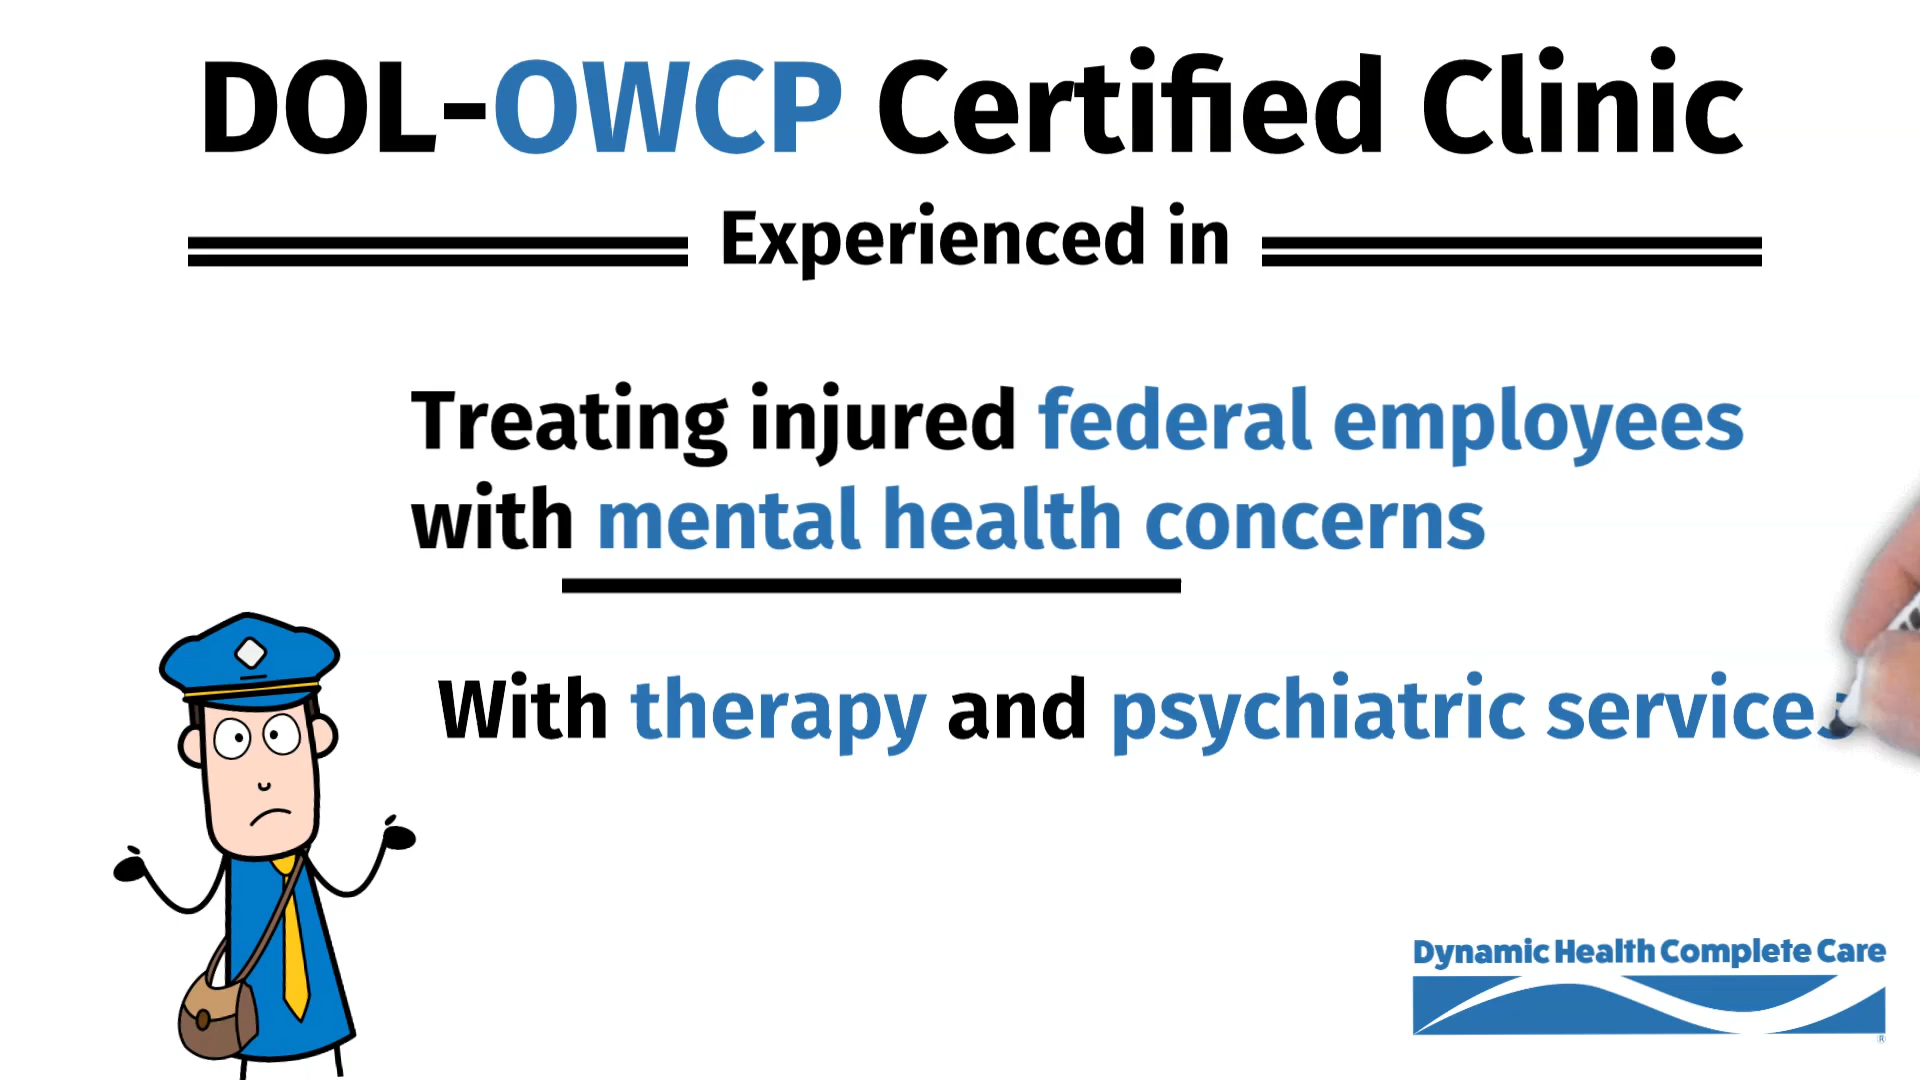 DOL-OWCP Certified Clinic
Experienced in
Treating injured federal employees
with mental health concerns
With therapy and psychiatric services
Dynamic Health Complete Care
®